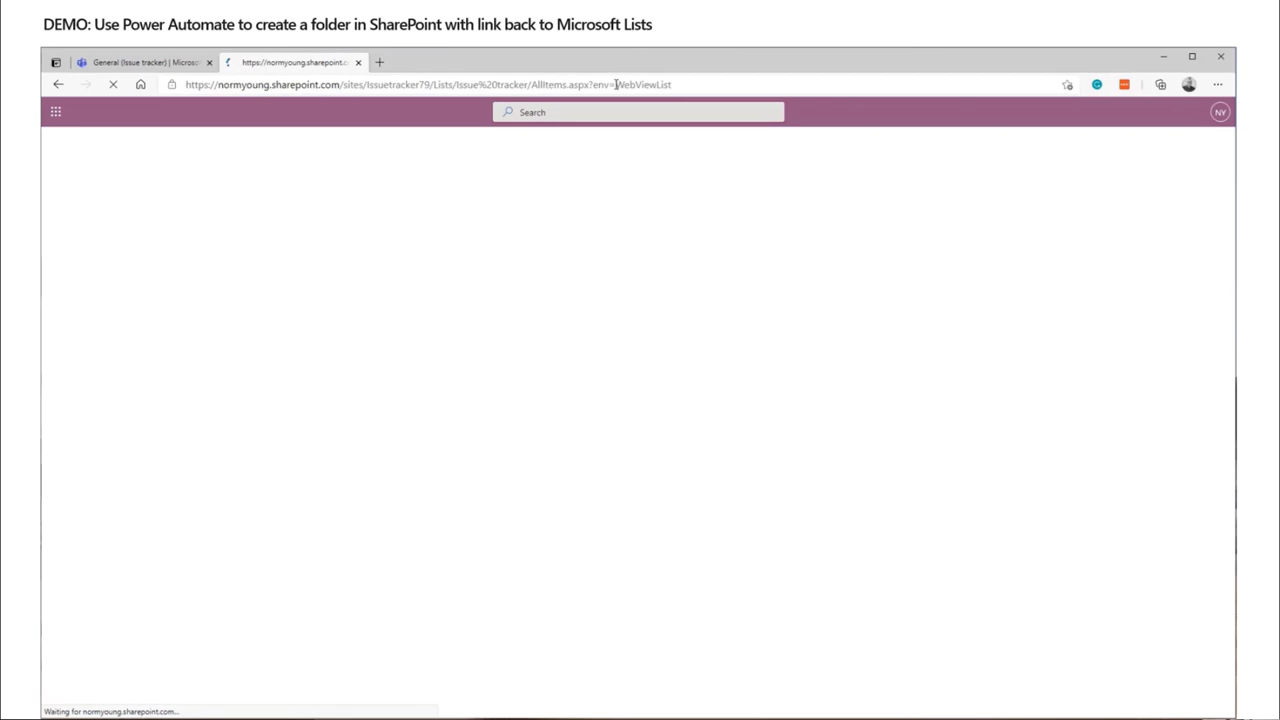 DEMO: Use Power Automate to create a folder in SharePoint with link back to Microsoft Lists
General (Issue tracker) | Microso
https://normyoung.sharepoint.c
https://normyoung.sharepoint.com/sites/Issuetracker79/Lists/Issue%20tracker/AllItems.aspx?env=WebViewList
Search
NY
Waiting for normyoung.sharepoint.com...